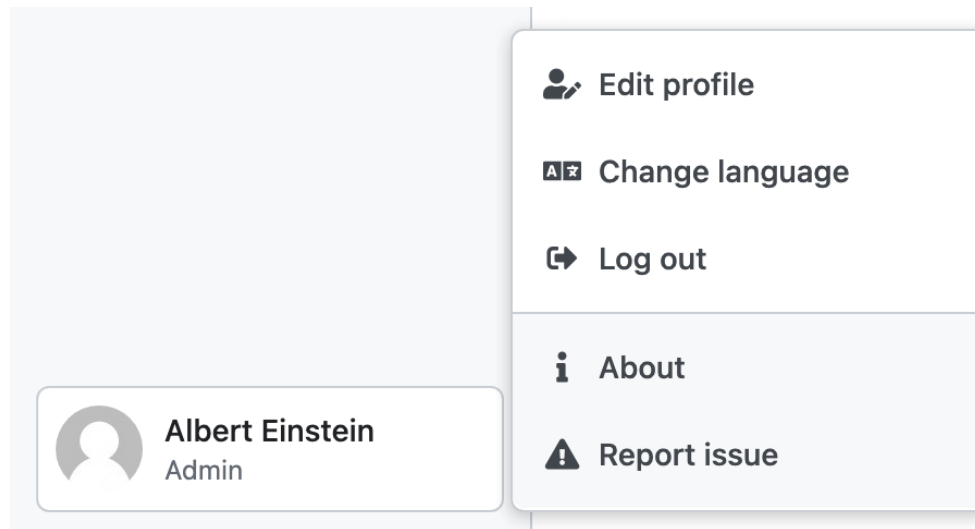 Edit profile
Change language
Log out
About
Report issue
Albert Einstein
Admin